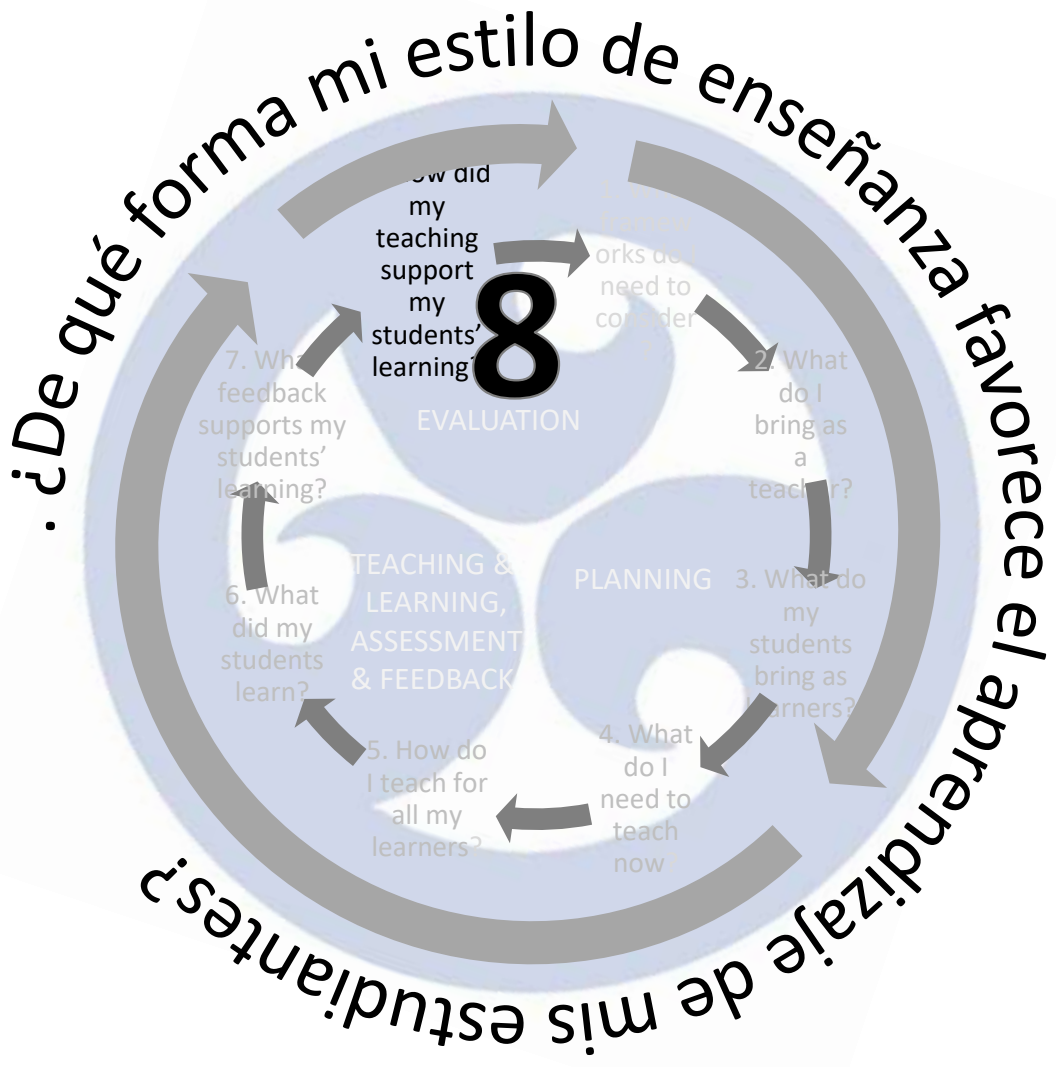 . ¿De qué forma mi estilo de enseñanza favorece el aprendizaje de mis estudiantes?
did
my
teaching
support
my
students'
learning
8
orks do
need to
consider
2. What
do I
bring as
a
teacher?
3. What do
my
students
bring as
learners?
4. What
do I
need to
teach
now
5. How do
I teach for
all my
learners?
6. What
did my
students
learn?
7. What
feedback
supports my
students'
learning?
EVALUATION
PLANNING
TEACHING &
LEARNING,
ASSESSMENT
& FEEDBACK